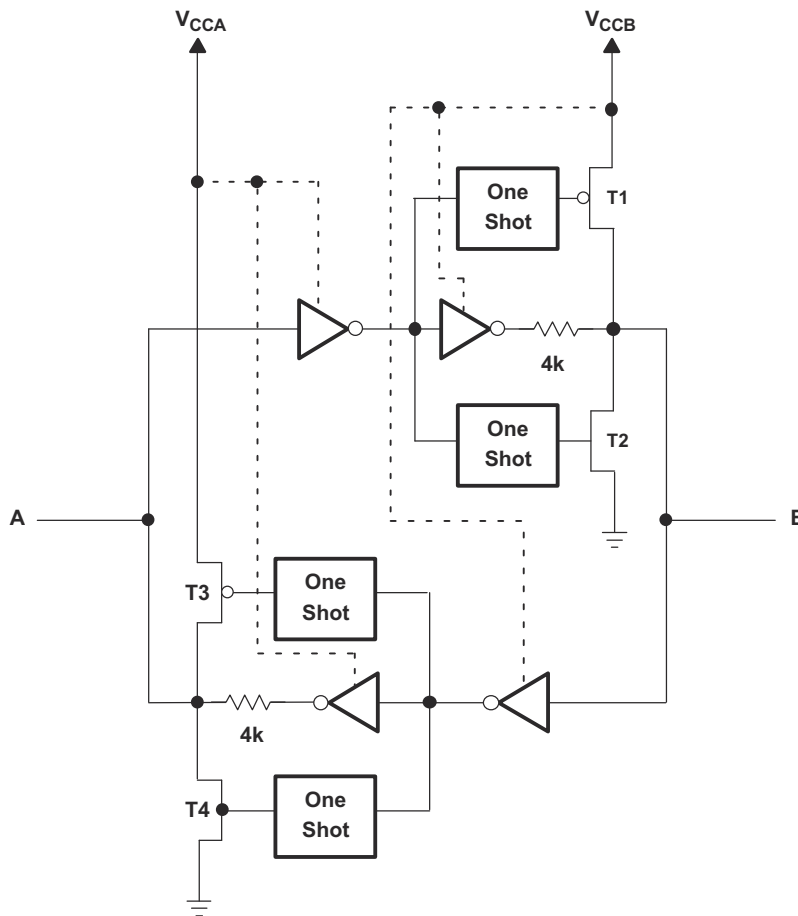 VCCA
VCCB
One
Shot
T1
4k
One
Shot
T2
A
B
One
Shot
T3
4k
One
Shot
T4